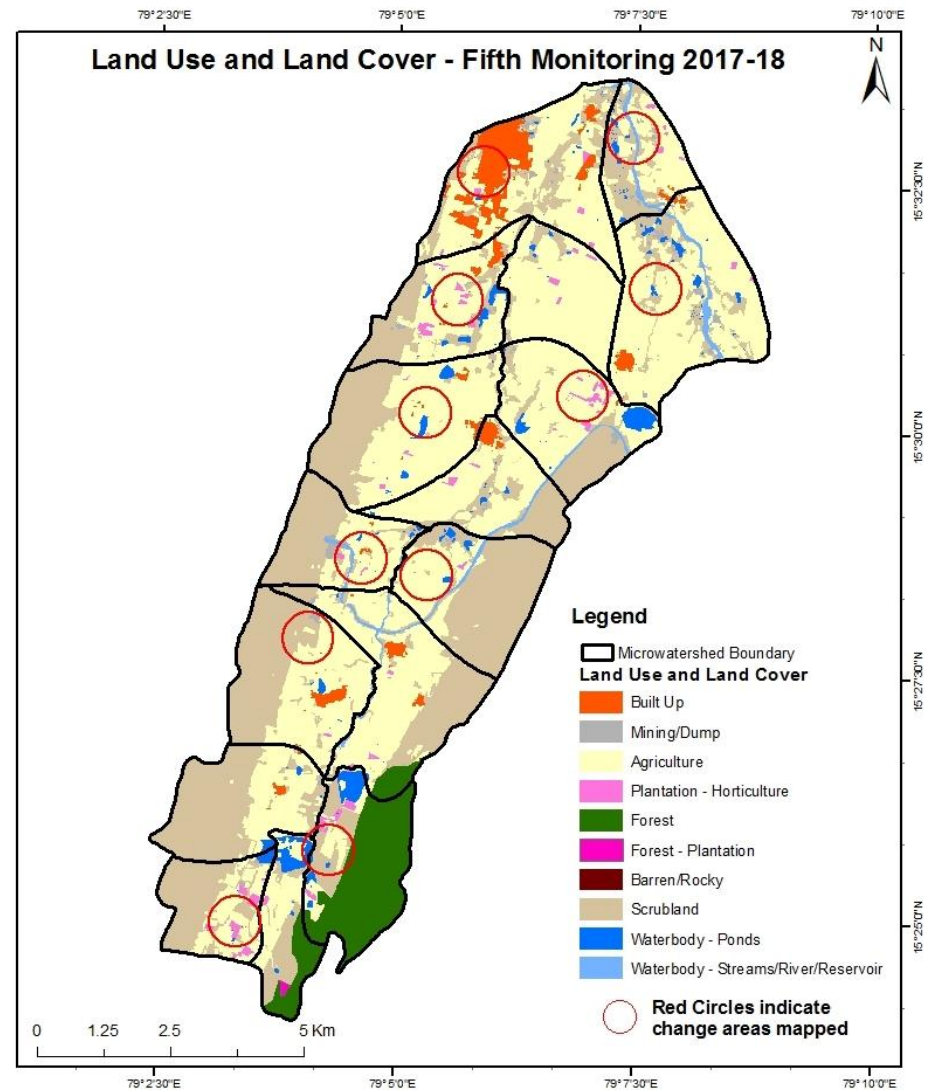 79° 2'30"E 79° 5'0"E 79° 7'30"E 79° 10'0"E
Land Use and Land Cover - Fifth Monitoring 2017-18
N
15°32'30"N
15°30'0"N
15°27'30"N
15°25'0"N
Legend
Microwatershed Boundary
Land Use and Land Cover
Built Up
Mining/Dump
Agriculture
Plantation - Horticulture
Forest
Forest - Plantation
Barren/Rocky
Scrubland
Waterbody - Ponds
Waterbody - Streams/River/Reservoir
Red Circles indicate
change areas mapped
0 1.25 2.5 5 Km
79° 2'30"E 79° 5'0"E 79° 7'30"E 79° 10'0"E